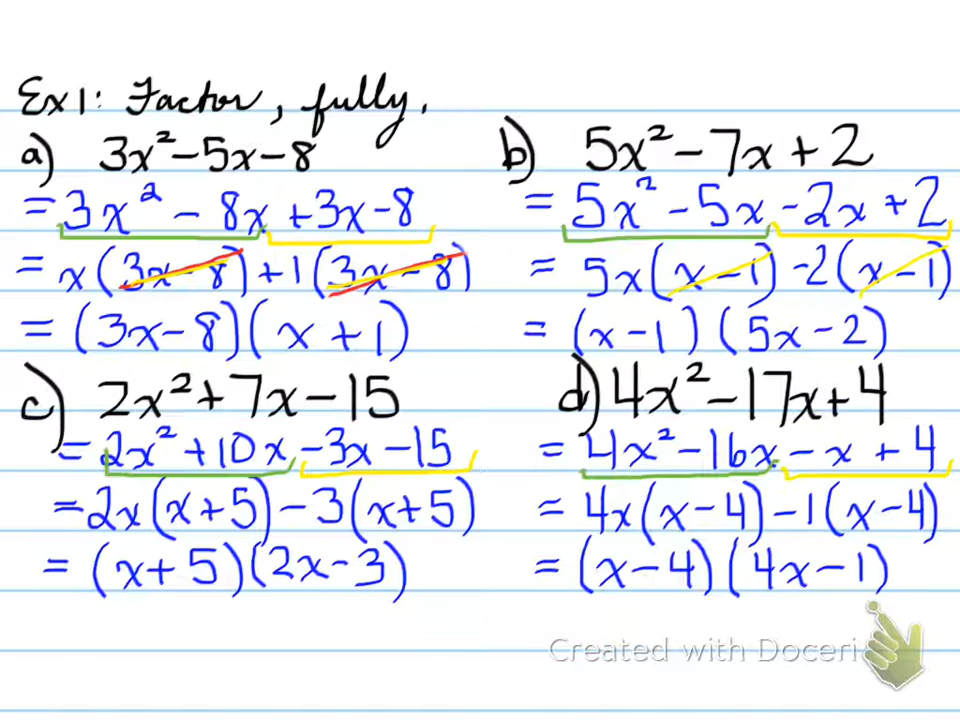 Ex 1: Factor, fully.
a) 3x² - 5x - 8
= 3x² - 8x + 3x - 8
= x(3x - 8) + 1(3x - 8)
= (3x - 8)(x + 1)
b) 5x² - 7x + 2
= 5x² - 5x - 2x + 2
= 5x(x - 1) - 2(x - 1)
= (x - 1)(5x - 2)
c) 2x² + 7x - 15
= 2x² + 10x - 3x - 15
= 2x(x + 5) - 3(x + 5)
= (x + 5)(2x - 3)
d) 4x² - 17x + 4
= 4x² - 16x - x + 4
= 4x(x - 4) - 1(x - 4)
= (x - 4)(4x - 1)
Created with Doceri